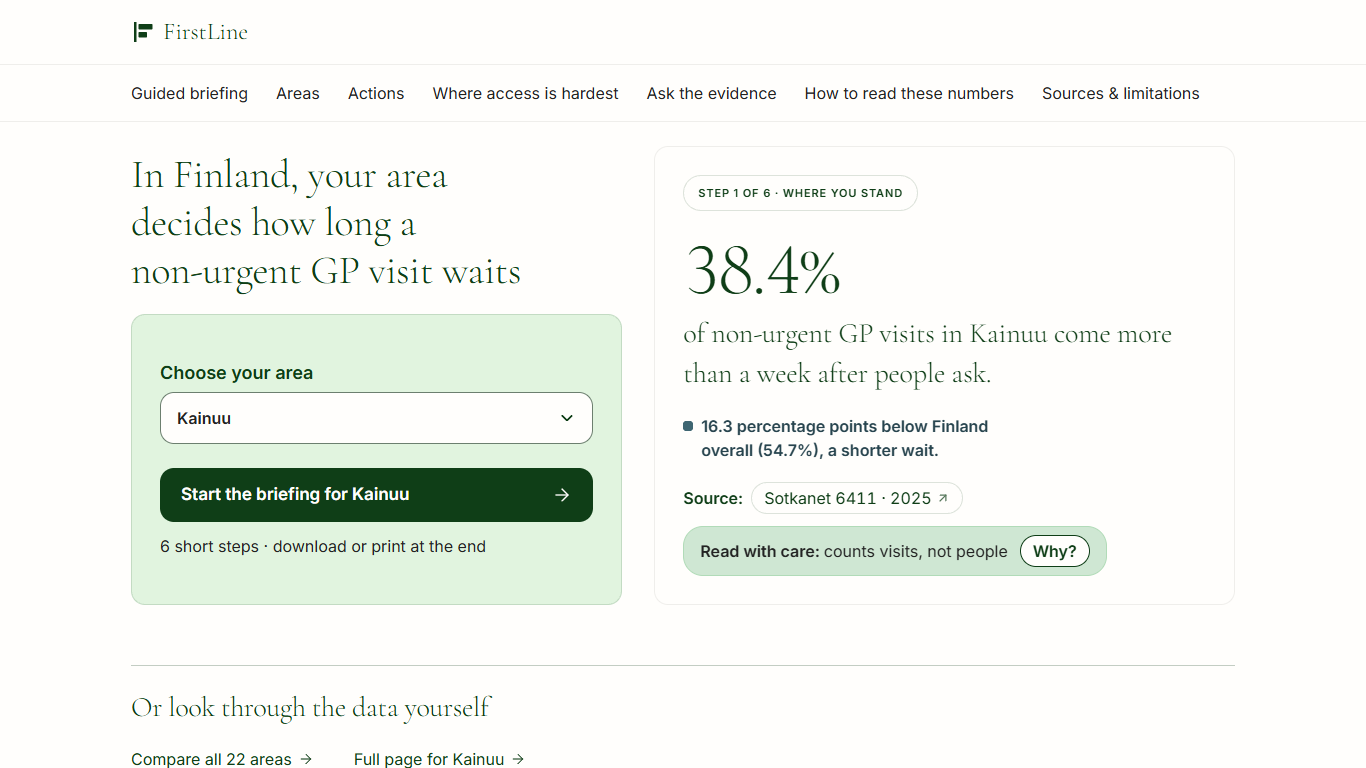 FirstLine
Guided briefing
Areas
Actions
Where access is hardest
Ask the evidence
How to read these numbers
Sources & limitations
In Finland, your area
decides how long a
non-urgent GP visit waits
Choose your area
Kainuu
Start the briefing for Kainuu →
6 short steps · download or print at the end
STEP 1 OF 6 · WHERE YOU STAND
38.4%
of non-urgent GP visits in Kainuu come more
than a week after people ask.
16.3 percentage points below Finland
overall (54.7%), a shorter wait.
Source: Sotkanet 6411 · 2025 ↗
Read with care: counts visits, not people Why?
Or look through the data yourself
Compare all 22 areas →
Full page for Kainuu →